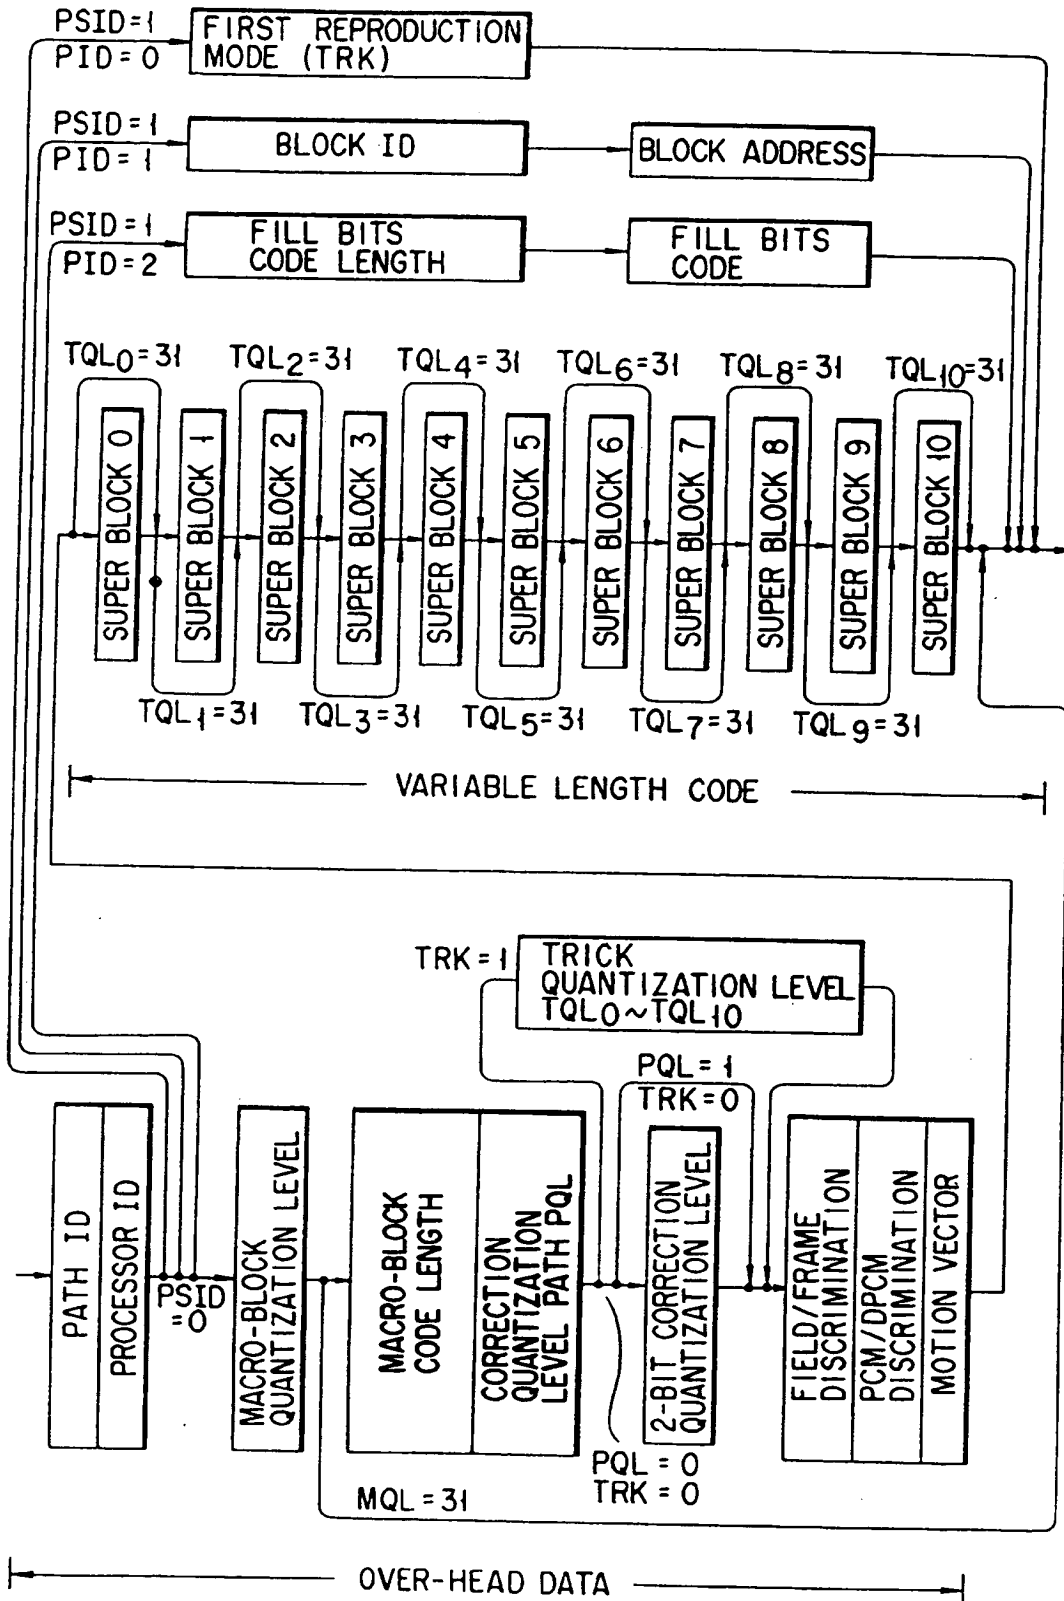 PSID=1
PID=0
FIRST REPRODUCTION
MODE (TRK)
PSID=1
PID=1
BLOCK ID
BLOCK ADDRESS
PSID=1
PID=2
FILL BITS
CODE LENGTH
FILL BITS
CODE
TQL0=31
TQL2=31
TQL4=31
TQL6=31
TQL8=31
TQL10=31
SUPER BLOCK 0
SUPER BLOCK 1
SUPER BLOCK 2
SUPER BLOCK 3
SUPER BLOCK 4
SUPER BLOCK 5
SUPER BLOCK 6
SUPER BLOCK 7
SUPER BLOCK 8
SUPER BLOCK 9
SUPER BLOCK 10
TQL1=31
TQL3=31
TQL5=31
TQL7=31
TQL9=31
VARIABLE LENGTH CODE
TRK=1
TRICK
QUANTIZATION LEVEL
TQL0~TQL10
PQL=1
TRK=0
PATH ID
PROCESSOR ID
PSID
=0
MACRO-BLOCK
QUANTIZATION LEVEL
MACRO-BLOCK
CODE LENGTH
CORRECTION
QUANTIZATION
LEVEL PATH PQL
2-BIT CORRECTION
QUANTIZATION LEVEL
FIELD/FRAME
DISCRIMINATION
PCM/DPCM
DISCRIMINATION
MOTION VECTOR
PQL=0
TRK=0
MQL=31
OVER-HEAD DATA